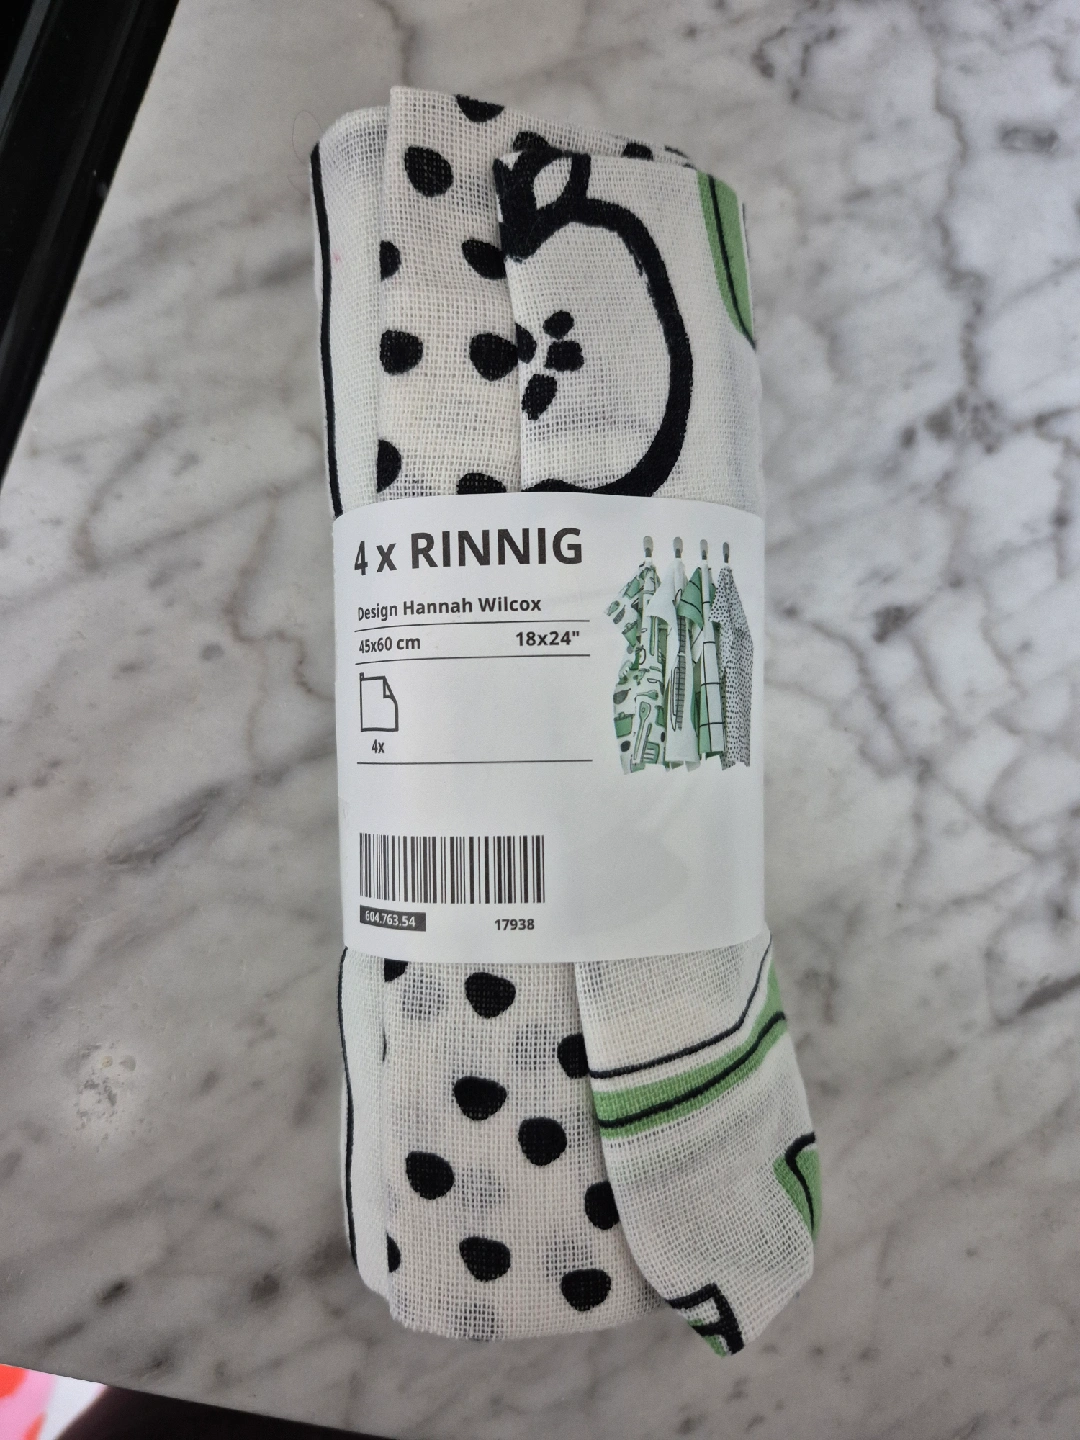 4 x RINNIG
Design Hannah Wilcox
45x60 cm 18x24"
4x
604.763.54 17938